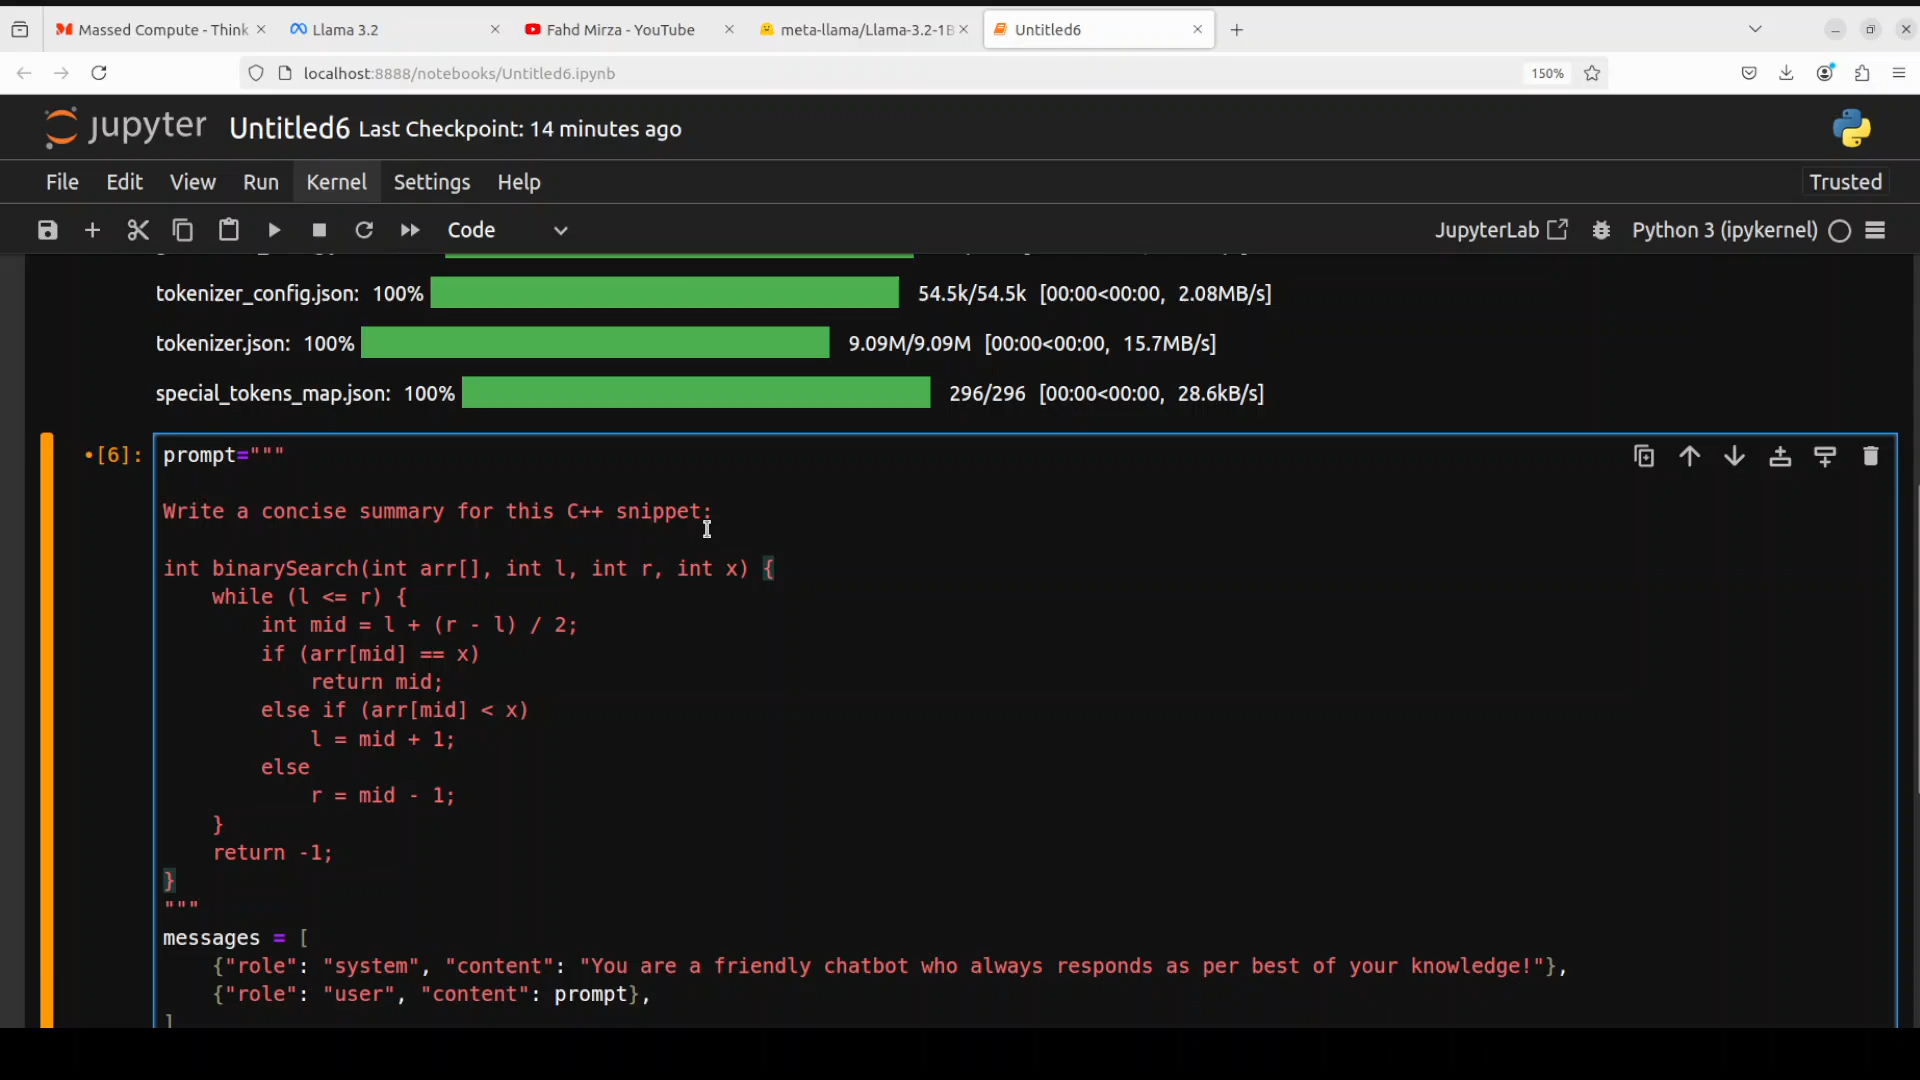 Massed Compute - Think
Llama 3.2
Fahd Mirza - YouTube
meta-llama/Llama-3.2-1B
Untitled6
localhost:8888/notebooks/Untitled6.ipynb
150%
jupyter Untitled6 Last Checkpoint: 14 minutes ago
File Edit View Run Kernel Settings Help Trusted
Code JupyterLab Python 3 (ipykernel)
tokenizer_config.json: 100% 54.5k/54.5k [00:00<00:00, 2.08MB/s]
tokenizer.json: 100% 9.09M/9.09M [00:00<00:00, 15.7MB/s]
special_tokens_map.json: 100% 296/296 [00:00<00:00, 28.6kB/s]
•[6]: prompt="""
Write a concise summary for this C++ snippet:
int binarySearch(int arr[], int l, int r, int x) {
    while (l <= r) {
        int mid = l + (r - l) / 2;
        if (arr[mid] == x)
            return mid;
        else if (arr[mid] < x)
            l = mid + 1;
        else
            r = mid - 1;
    }
    return -1;
}
"""
messages = [
    {"role": "system", "content": "You are a friendly chatbot who always responds as per best of your knowledge!"},
    {"role": "user", "content": prompt},
]